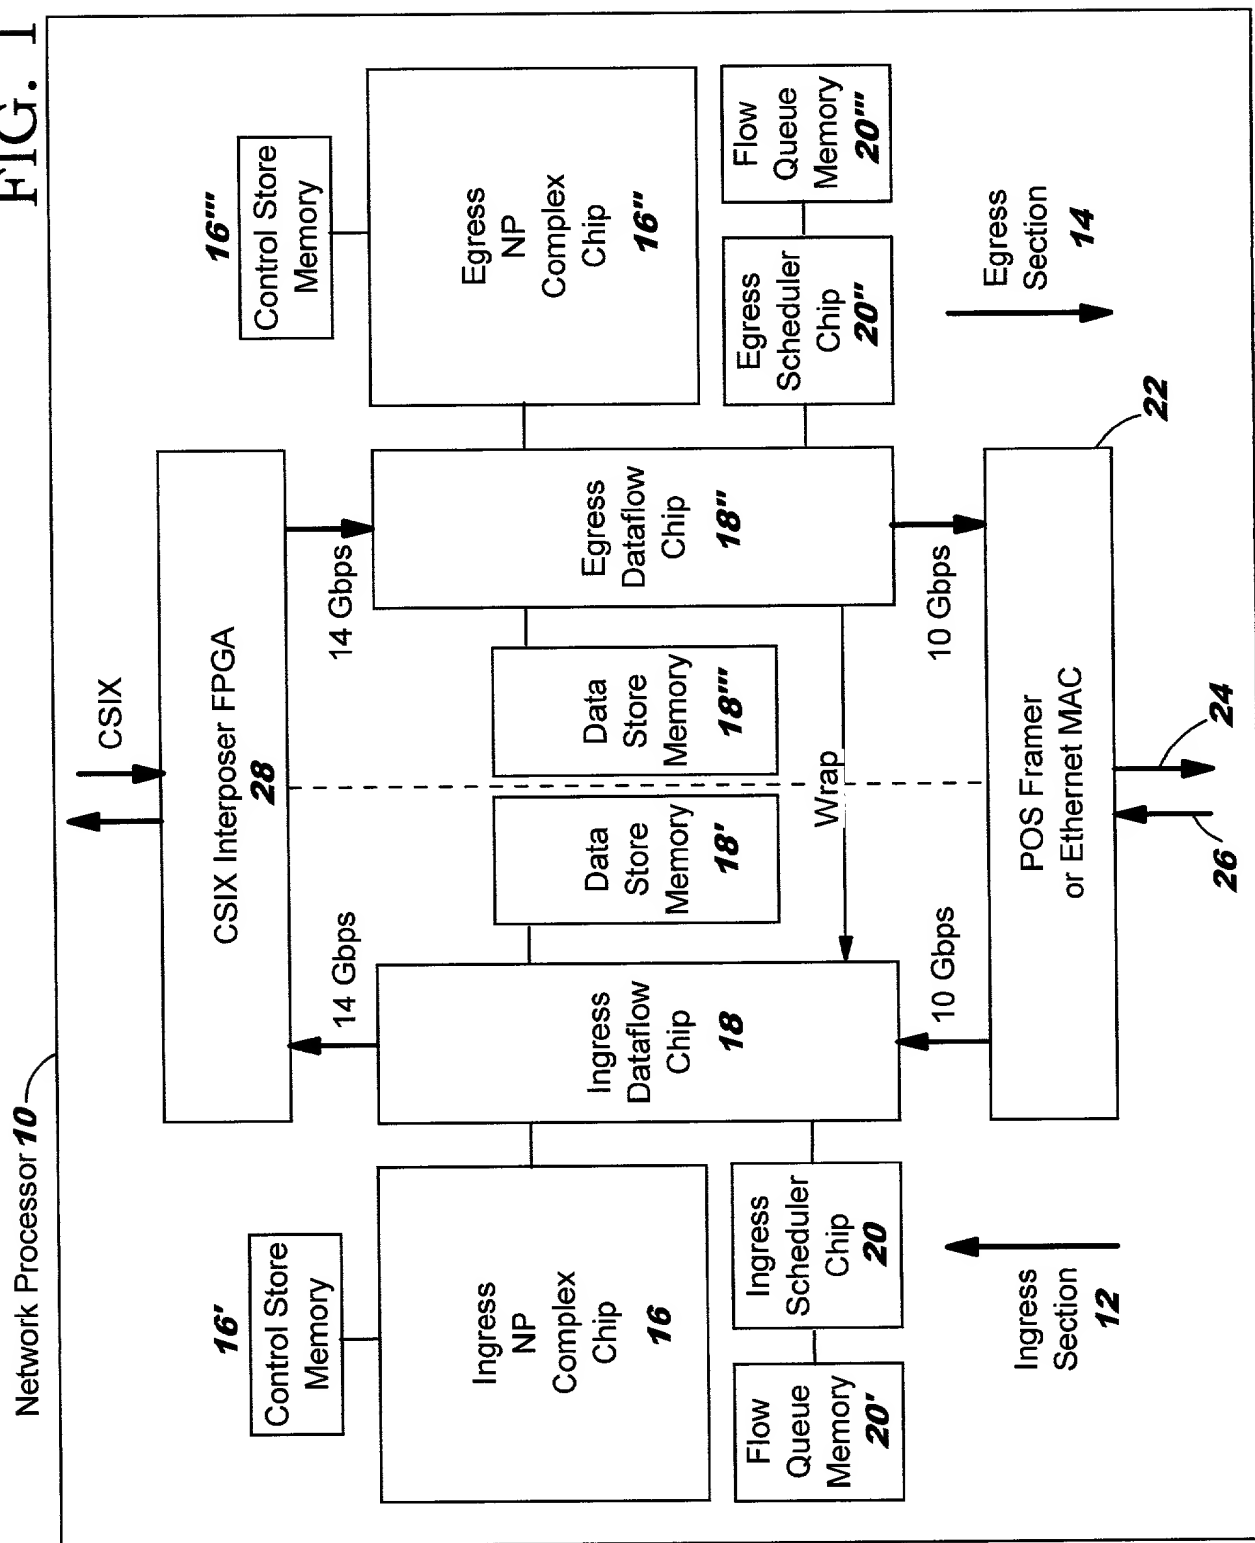 FIG. 1
Network Processor 10
CSIX
CSIX Interposer FPGA
28
16'
Control Store
Memory
16'''
Control Store
Memory
14 Gbps
14 Gbps
Ingress
NP
Complex
Chip
16
Ingress
Dataflow
Chip
18
Data
Store
Memory
18'
Data
Store
Memory
18'''
Egress
Dataflow
Chip
18''
Egress
NP
Complex
Chip
16''
Wrap
Flow
Queue
Memory
20'
Ingress
Scheduler
Chip
20
Egress
Scheduler
Chip
20''
Flow
Queue
Memory
20'''
10 Gbps
10 Gbps
Ingress
Section
12
Egress
Section
14
POS Framer
or Ethernet MAC
22
26
24